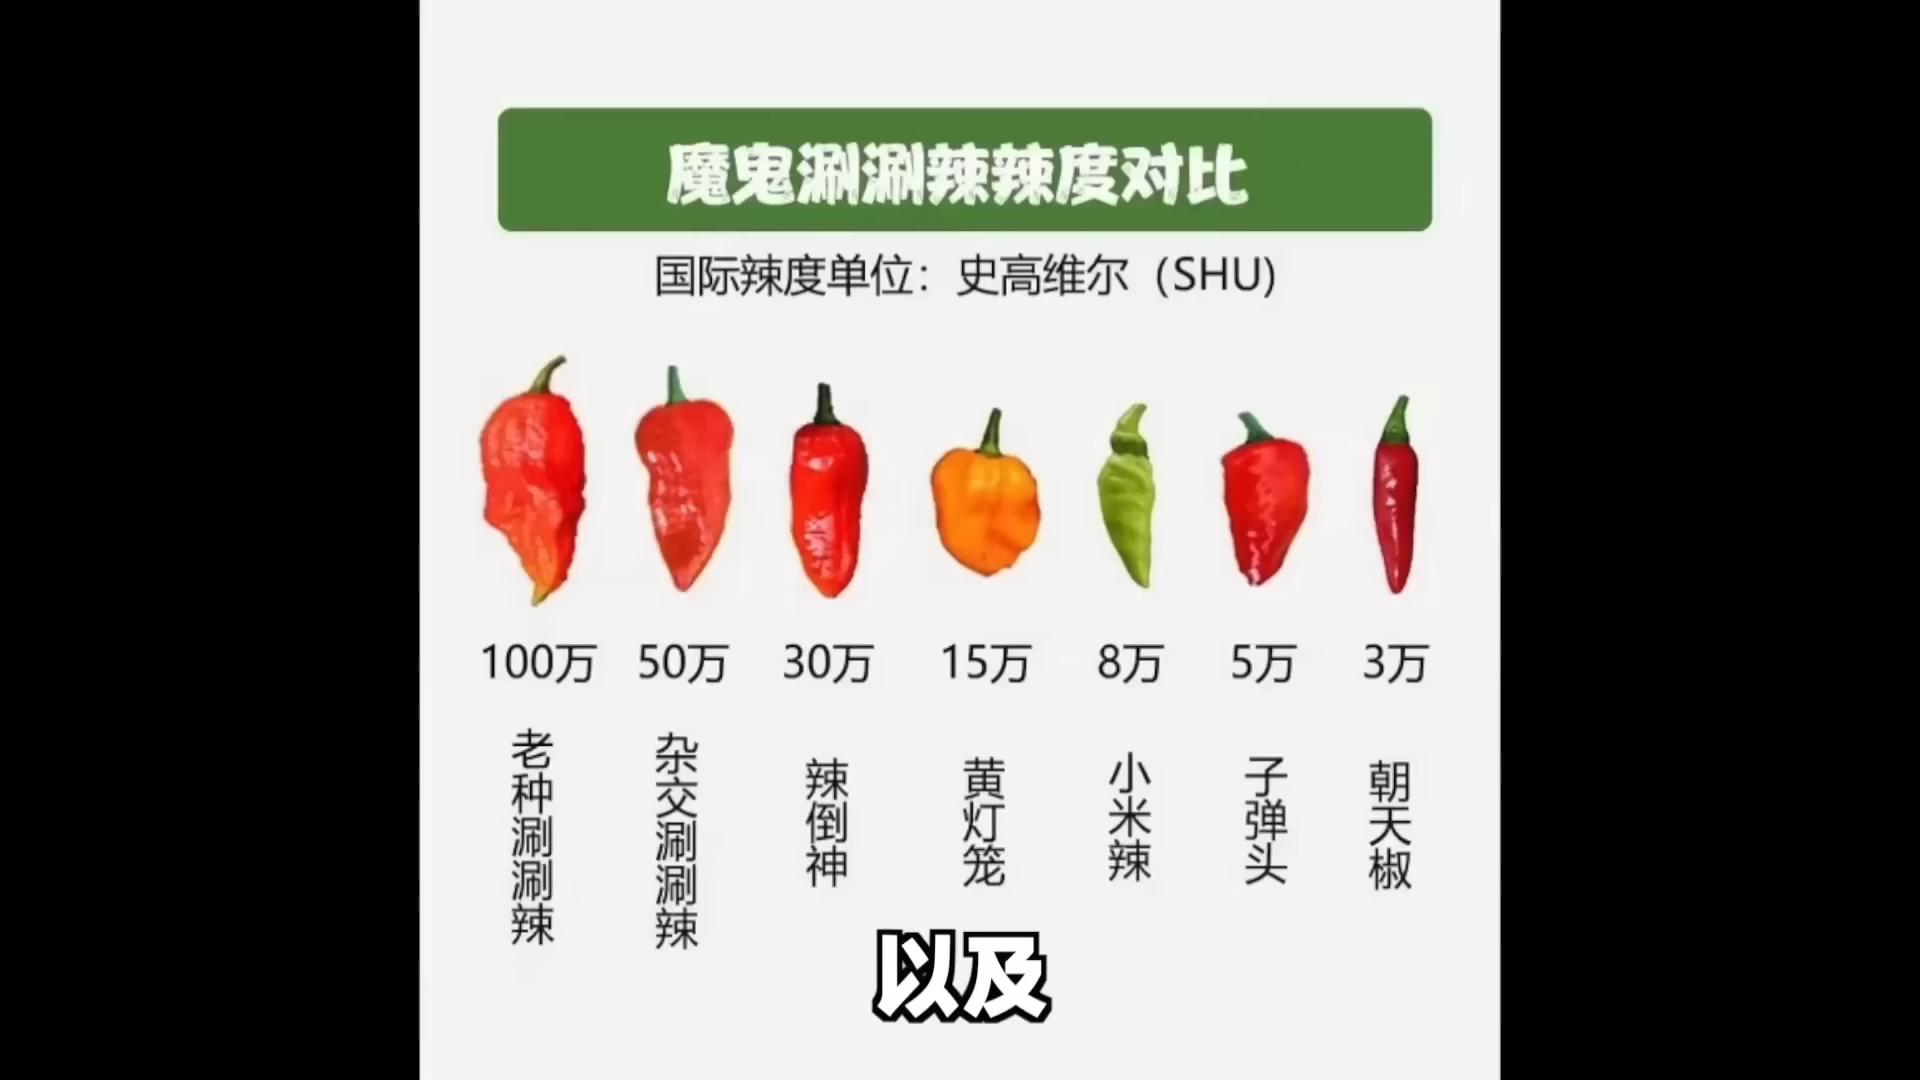 魔鬼涮涮辣辣度对比
国际辣度单位：史高维尔（SHU)
100万 50万 30万 15万 8万 5万 3万
老种涮涮辣
杂交涮涮辣
辣倒神
黄灯笼
小米辣
子弹头
朝天椒
以及